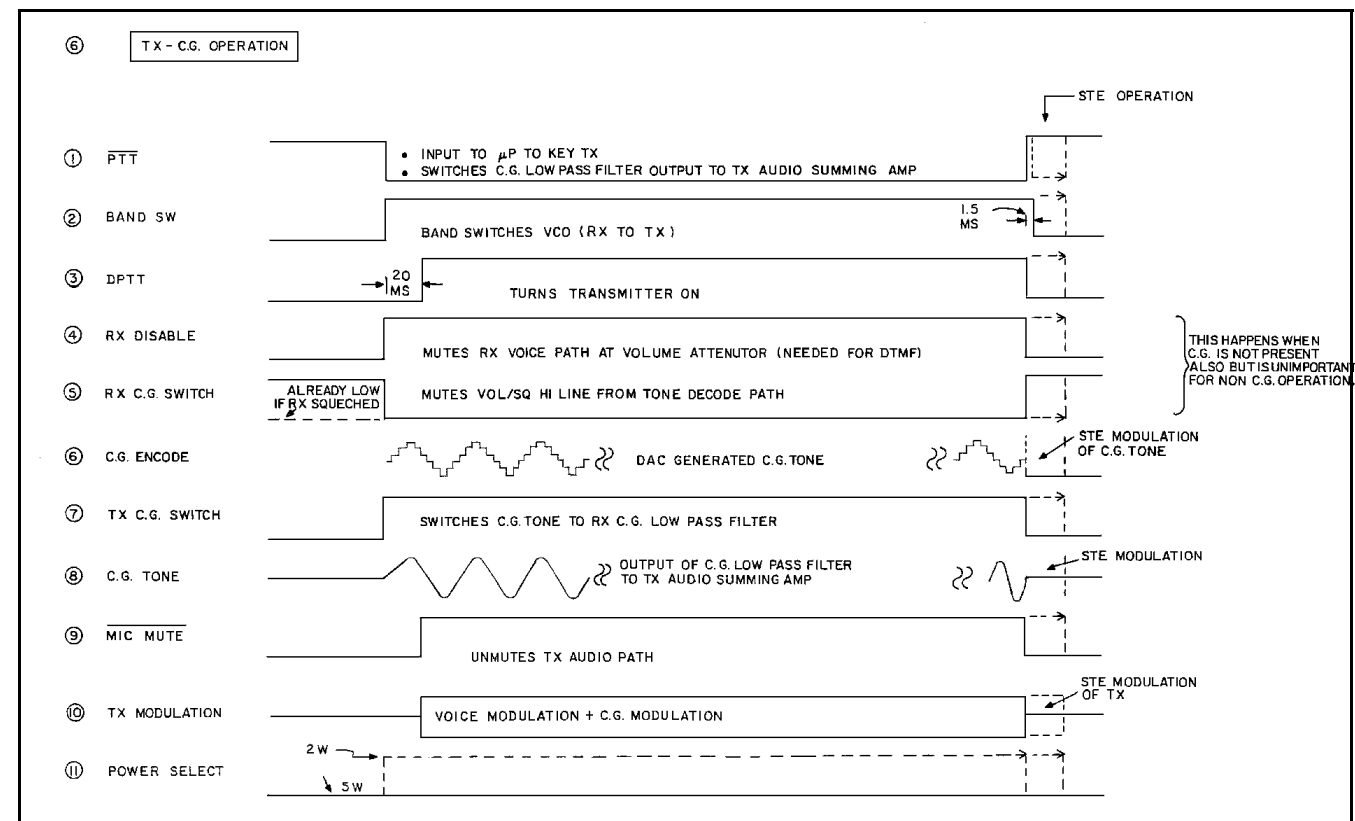 ⑥ TX - C.G. OPERATION
STE OPERATION
① PTT
• INPUT TO μP TO KEY TX
• SWITCHES C.G. LOW PASS FILTER OUTPUT TO TX AUDIO SUMMING AMP
② BAND SW
BAND SWITCHES VCO (RX TO TX)
1.5
MS
③ DPTT
20
MS
TURNS TRANSMITTER ON
④ RX DISABLE
MUTES RX VOICE PATH AT VOLUME ATTENUTOR (NEEDED FOR DTMF)
THIS HAPPENS WHEN
C.G. IS NOT PRESENT
ALSO BUT IS UNIMPORTANT
FOR NON C.G. OPERATION.
⑤ RX C.G. SWITCH
ALREADY LOW
IF RX SQUECHED
MUTES VOL/SQ HI LINE FROM TONE DECODE PATH
⑥ C.G. ENCODE
DAC GENERATED C.G. TONE
STE MODULATION
OF C.G. TONE
⑦ TX C.G. SWITCH
SWITCHES C.G. TONE TO RX C.G. LOW PASS FILTER
⑧ C.G. TONE
OUTPUT OF C.G. LOW PASS FILTER
TO TX AUDIO SUMMING AMP
STE MODULATION
⑨ MIC MUTE
UNMUTES TX AUDIO PATH
⑩ TX MODULATION
VOICE MODULATION + C.G. MODULATION
STE MODULATION
OF TX
⑪ POWER SELECT
2W
5W